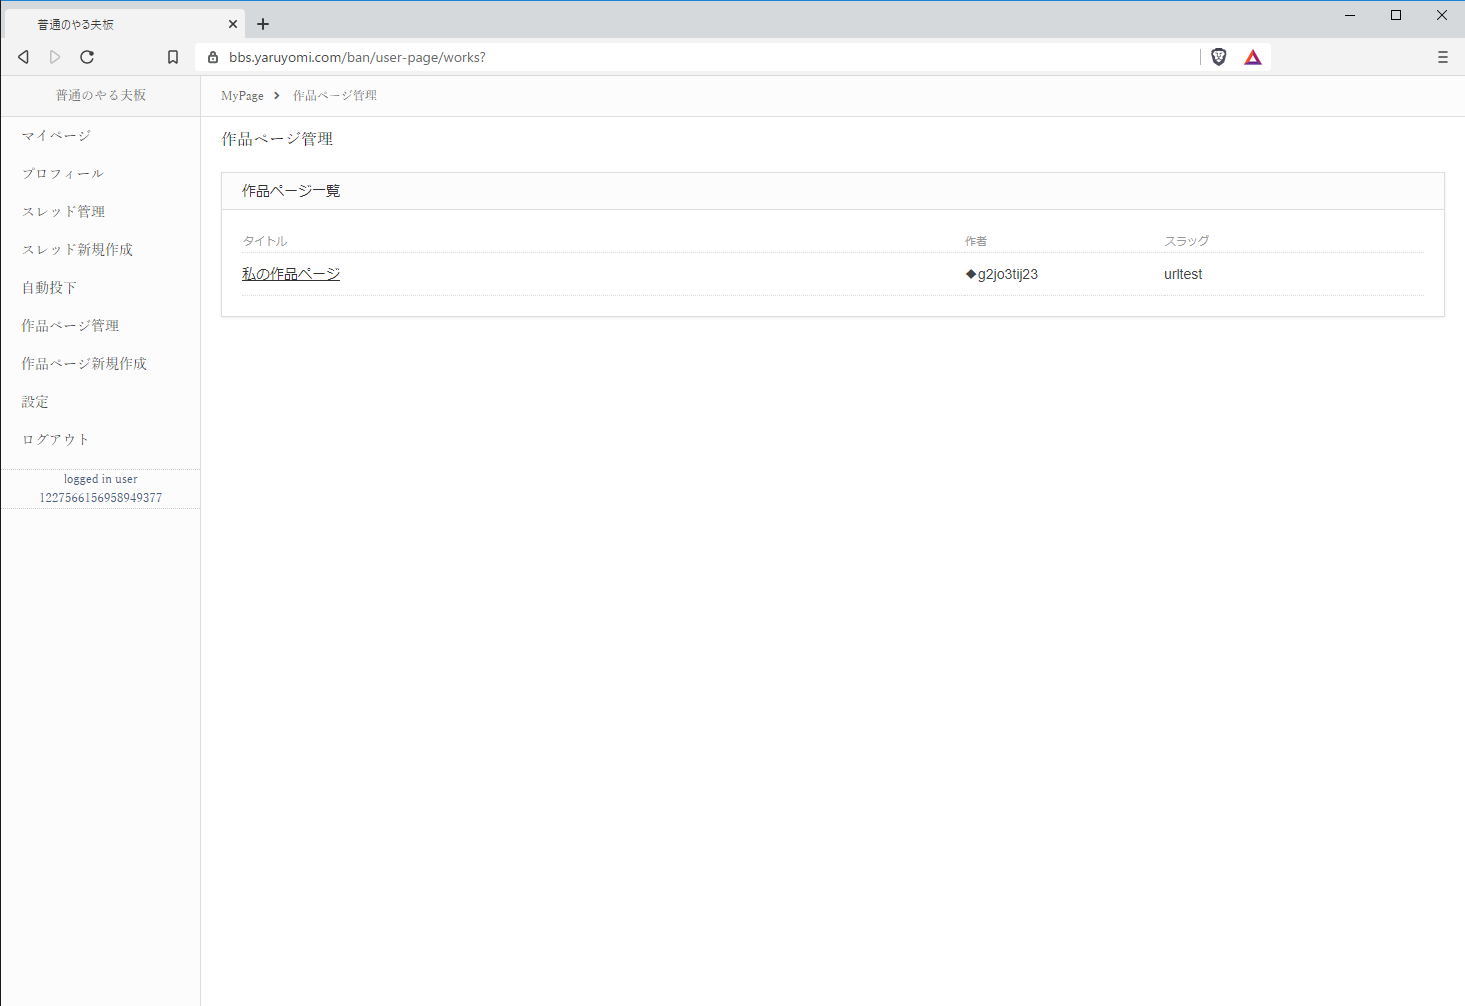 普通のやる夫板
bbs.yaruyomi.com/ban/user-page/works?
普通のやる夫板
MyPage
作品ページ管理
マイページ
プロフィール
スレッド管理
スレッド新規作成
自動投下
作品ページ管理
作品ページ新規作成
設定
ログアウト
logged in user
1227566156958949377
作品ページ管理
作品ページ一覧
タイトル 作者 スラッグ
私の作品ページ ◆g2jo3tij23 urltest